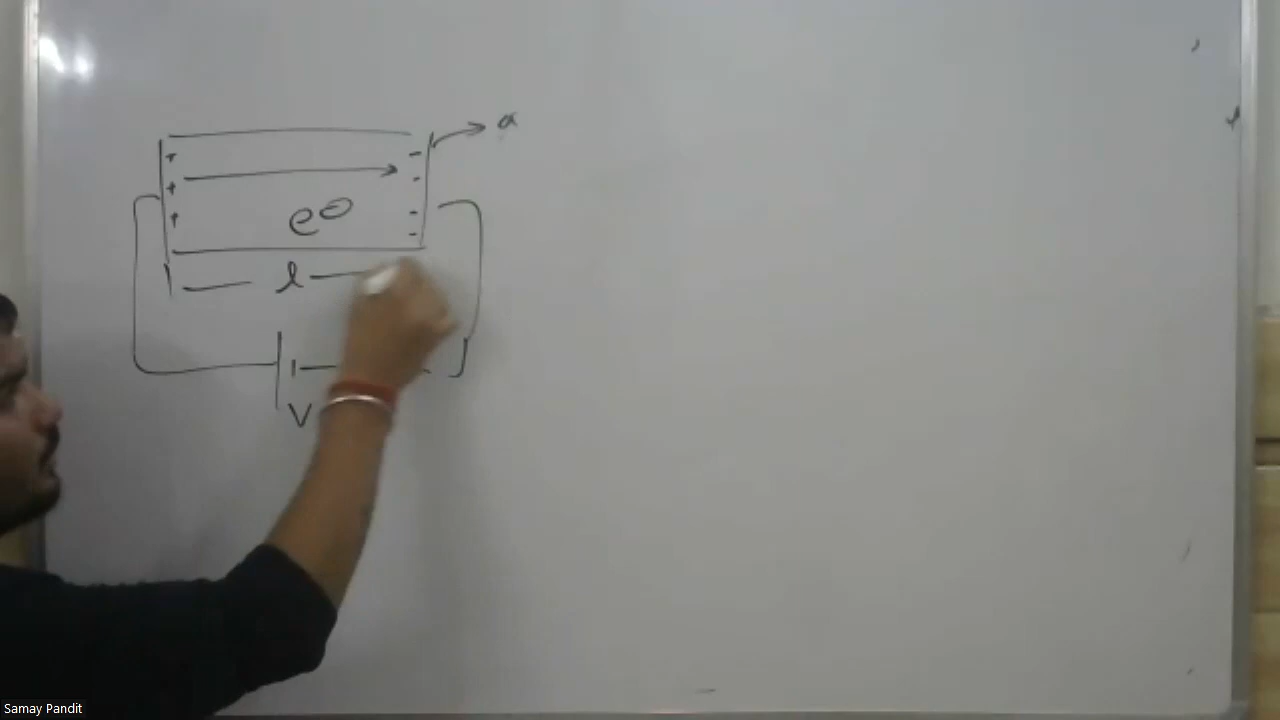 a
+ -
+ -
e⊖
+ -
-
l
V
Samay Pandit